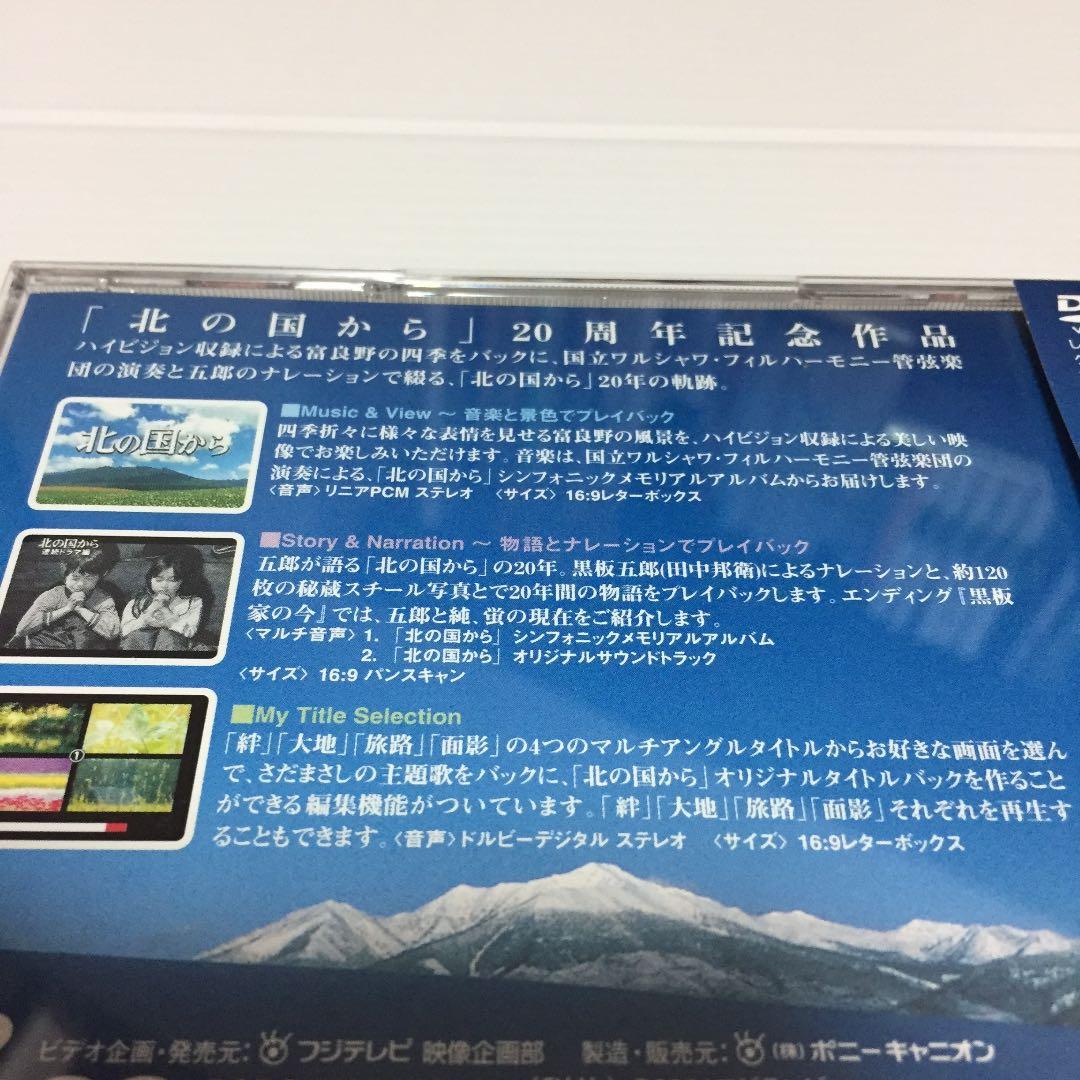 「北の国から」20周年記念作品
ハイビジョン収録による富良野の四季をバックに、国立ワルシャワ・フィルハーモニー管弦楽
団の演奏と五郎のナレーションで綴る、「北の国から」20年の軌跡。
北の国から
■Music & View ～ 音楽と景色でプレイバック
四季折々に様々な表情を見せる富良野の風景を、ハイビジョン収録による美しい映
像でお楽しみいただけます。音楽は、国立ワルシャワ・フィルハーモニー管弦楽団の
演奏による、「北の国から」シンフォニックメモリアルアルバムからお届けします。
〈音声〉リニアPCM ステレオ 〈サイズ〉 16:9レターボックス
北の国から
連続ドラマ編
■Story & Narration ～ 物語とナレーションでプレイバック
五郎が語る「北の国から」の20年。黒板五郎(田中邦衛)によるナレーションと、約120
枚の秘蔵スチール写真とで20年間の物語をプレイバックします。エンディング『黒板
家の今』では、五郎と純、蛍の現在をご紹介します。
〈マルチ音声〉 1. 「北の国から」 シンフォニックメモリアルアルバム
2. 「北の国から」 オリジナルサウンドトラック
〈サイズ〉 16:9 パンスキャン
①
■My Title Selection
「絆」「大地」「旅路」「面影」の4つのマルチアングルタイトルからお好きな画面を選ん
で、さだまさしの主題歌をバックに、「北の国から」オリジナルタイトルバックを作ること
ができる編集機能がついています。「絆」「大地」「旅路」「面影」それぞれを再生す
ることもできます。〈音声〉ドルビーデジタル ステレオ 〈サイズ〉 16:9レターボックス
ビデオ企画・発売元: フジテレビ 映像企画部 製造・販売元: (株) ポニーキャニオン